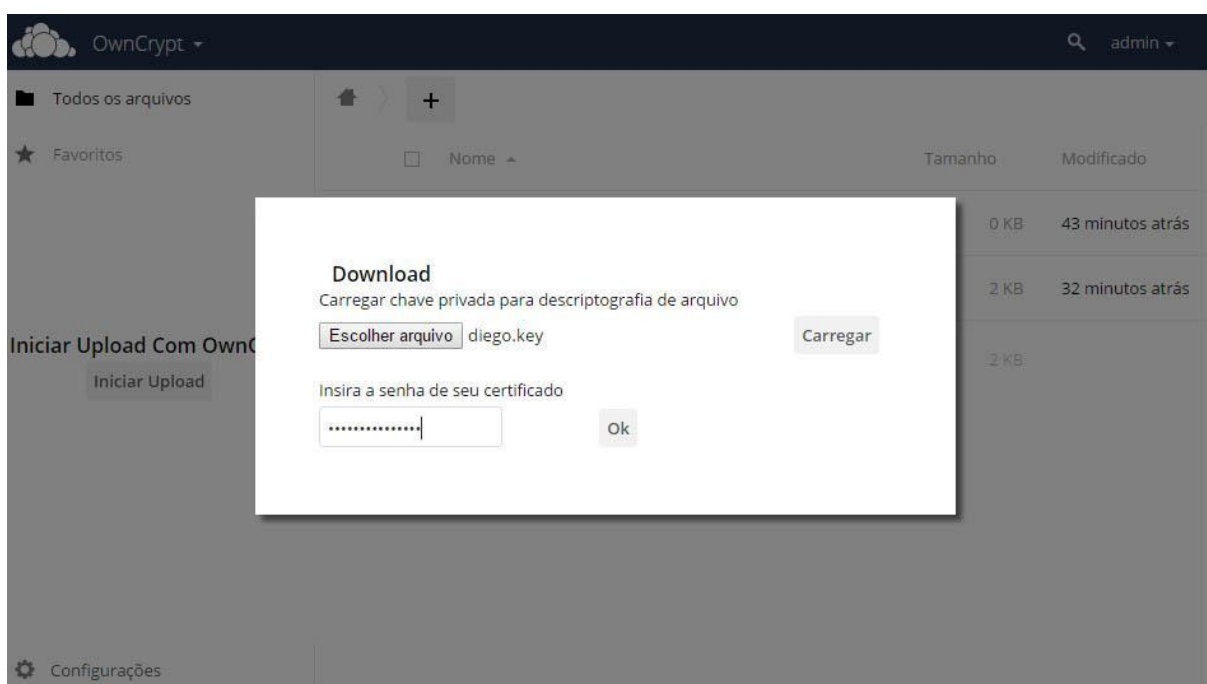 OwnCrypt
admin
Todos os arquivos
+
Favoritos
Nome
Tamanho
Modificado
0 KB
43 minutos atrás
Download
Carregar chave privada para descriptografia de arquivo
2 KB
32 minutos atrás
Escolher arquivo diego.key
Carregar
Iniciar Upload Com Own
2 KB
Iniciar Upload
Insira a senha de seu certificado
•••••••••••••••
Ok
Configurações